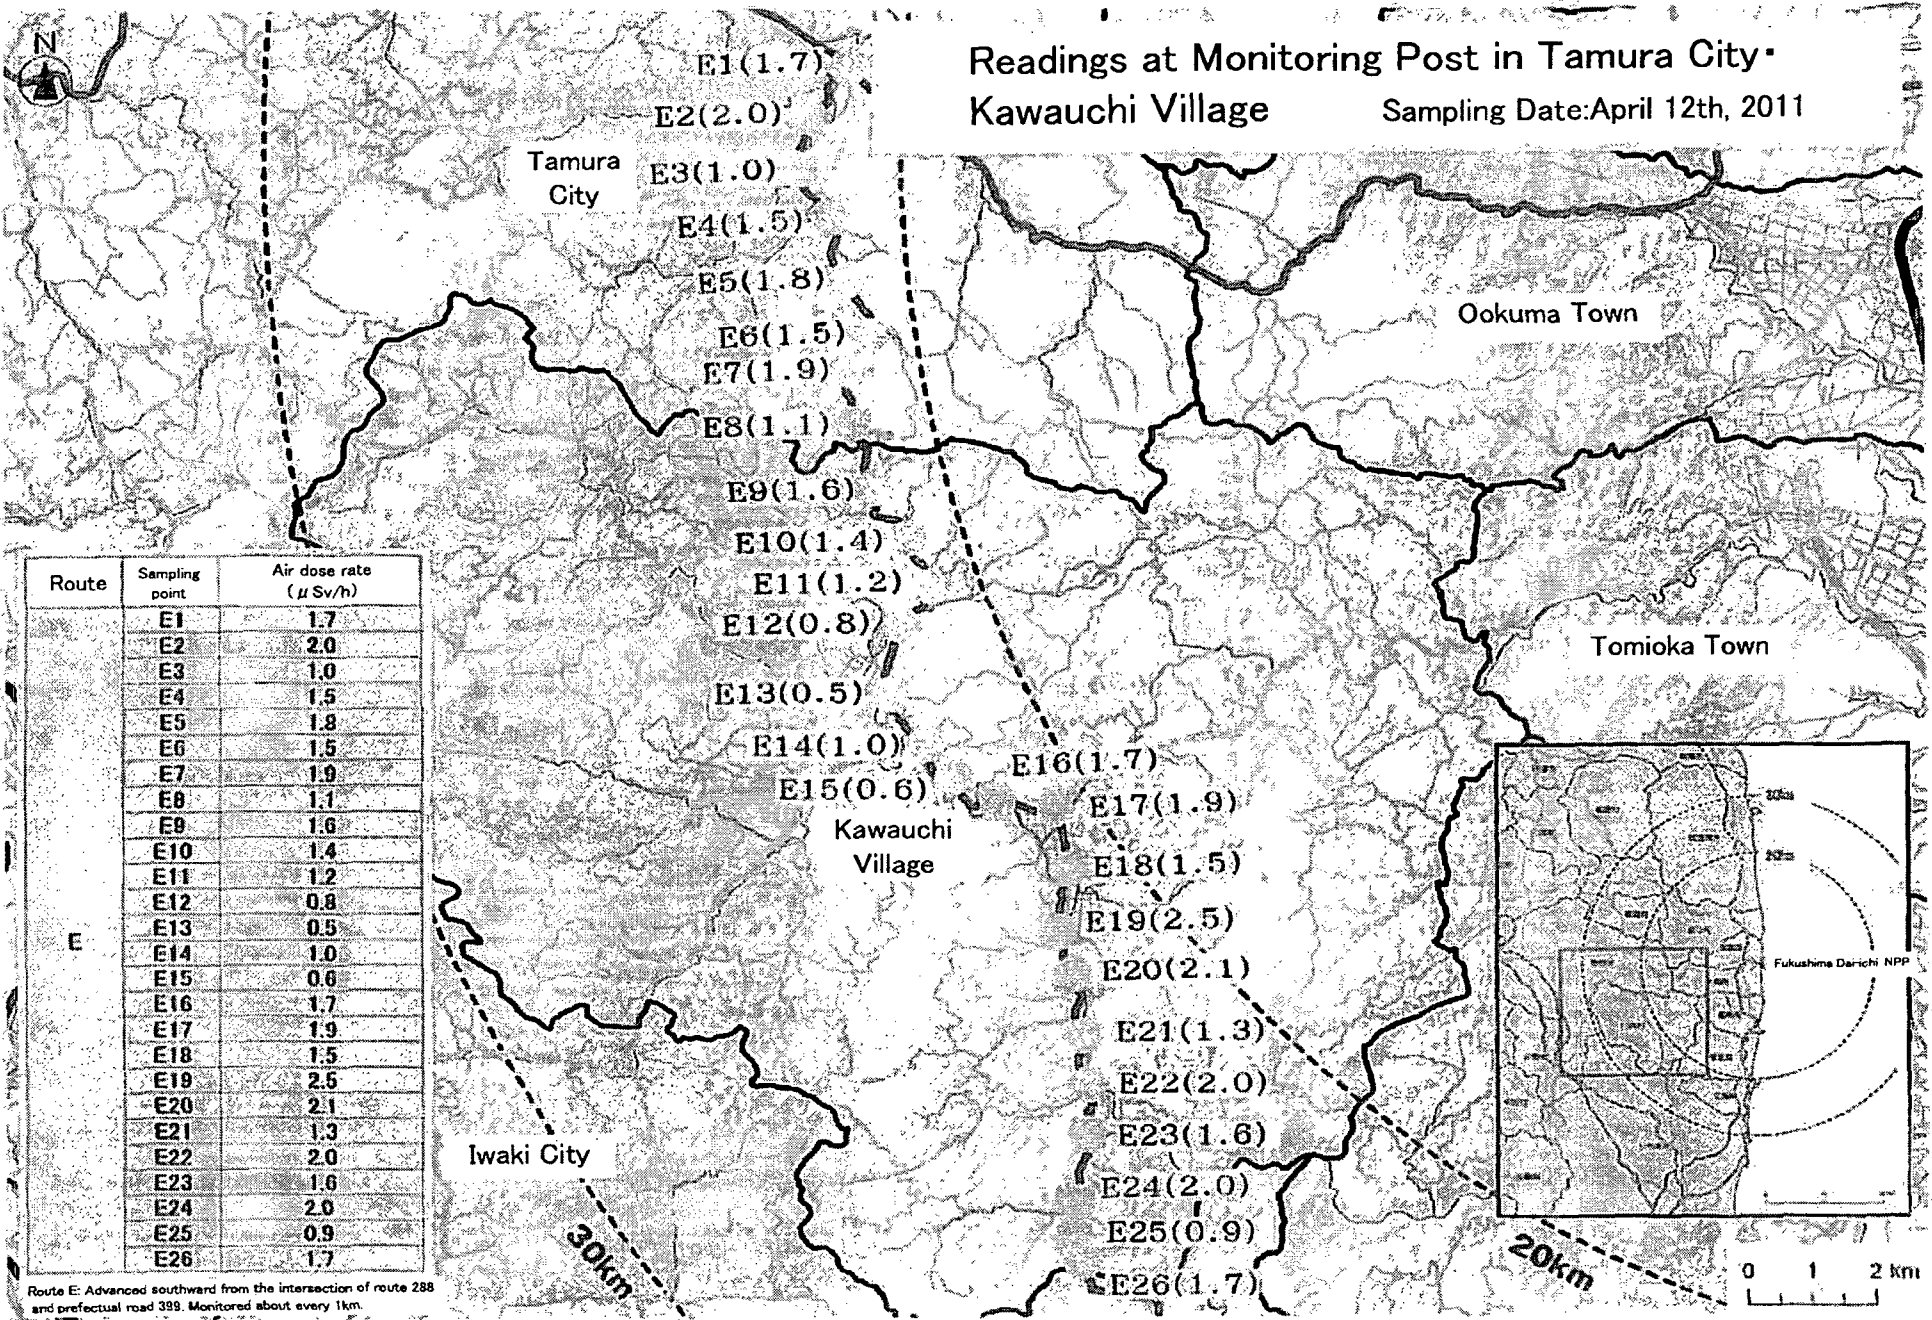 N
Readings at Monitoring Post in Tamura City・
Kawauchi Village Sampling Date:April 12th, 2011
E1(1.7)
E2(2.0)
Tamura
City
E3(1.0)
E4(1.5)
E5(1.8)
Ookuma Town
E6(1.5)
E7(1.9)
E8(1.1)
E9(1.6)
E10(1.4)
E11(1.2)
E12(0.8)
Tomioka Town
E13(0.5)
E14(1.0)
E15(0.6)
E16(1.7)
E17(1.9)
Kawauchi
Village
E18(1.5)
E19(2.5)
E20(2.1)
E21(1.3)
E22(2.0)
E23(1.6)
E24(2.0)
E25(0.9)
E26(1.7)
Iwaki City
30km
20km
Route Sampling point Air dose rate (μ Sv/h)
E
E1 1.7
E2 2.0
E3 1.0
E4 1.5
E5 1.8
E6 1.5
E7 1.9
E8 1.1
E9 1.6
E10 1.4
E11 1.2
E12 0.8
E13 0.5
E14 1.0
E15 0.6
E16 1.7
E17 1.9
E18 1.5
E19 2.5
E20 2.1
E21 1.3
E22 2.0
E23 1.6
E24 2.0
E25 0.9
E26 1.7
Route E: Advanced southward from the intersection of route 288
and prefectual road 399. Monitored about every 1km.
30km
20km
Fukushima Dai-ichi NPP
0 1 2 km